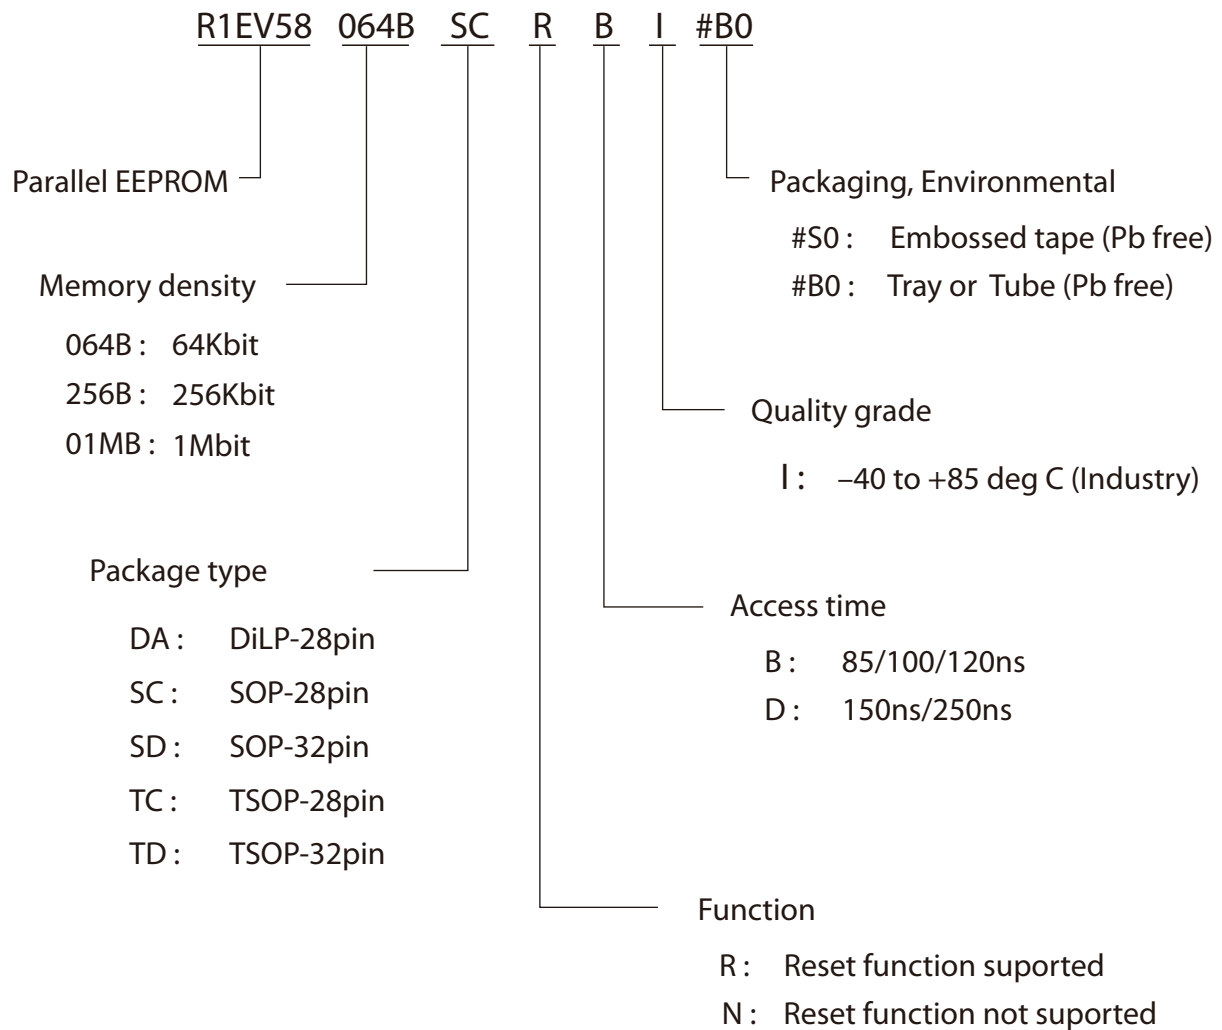 R1EV58 064B SC R B I #B0
Parallel EEPROM
Memory density
064B : 64Kbit
256B : 256Kbit
01MB : 1Mbit
Package type
DA : DiLP-28pin
SC : SOP-28pin
SD : SOP-32pin
TC : TSOP-28pin
TD : TSOP-32pin
Packaging, Environmental
#S0 : Embossed tape (Pb free)
#B0 : Tray or Tube (Pb free)
Quality grade
I : –40 to +85 deg C (Industry)
Access time
B : 85/100/120ns
D : 150ns/250ns
Function
R : Reset function suported
N : Reset function not suported